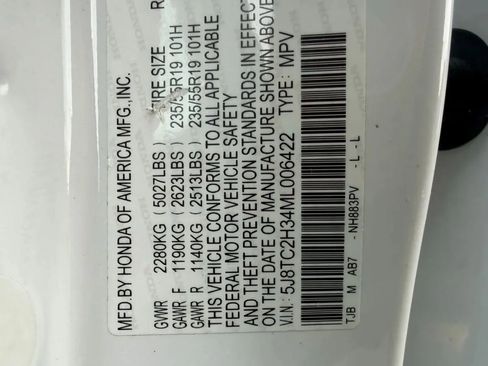 MFD.BY HONDA OF AMERICA MFG.,INC.
TIRE SIZE R
GVWR 2280KG (5027LBS)
GAWR F 1190KG (2623LBS) 235/55R19 101H
GAWR R 1140KG (2513LBS) 235/55R19 101H
THIS VEHICLE CONFORMS TO ALL APPLICABLE
FEDERAL MOTOR VEHICLE SAFETY
AND THEFT PREVENTION STANDARDS IN EFFECT
ON THE DATE OF MANUFACTURE SHOWN ABOVE
V.I.N: 5J8TC2H34ML006422 TYPE: MPV
TJB M AB7 - NH883PV - L - L